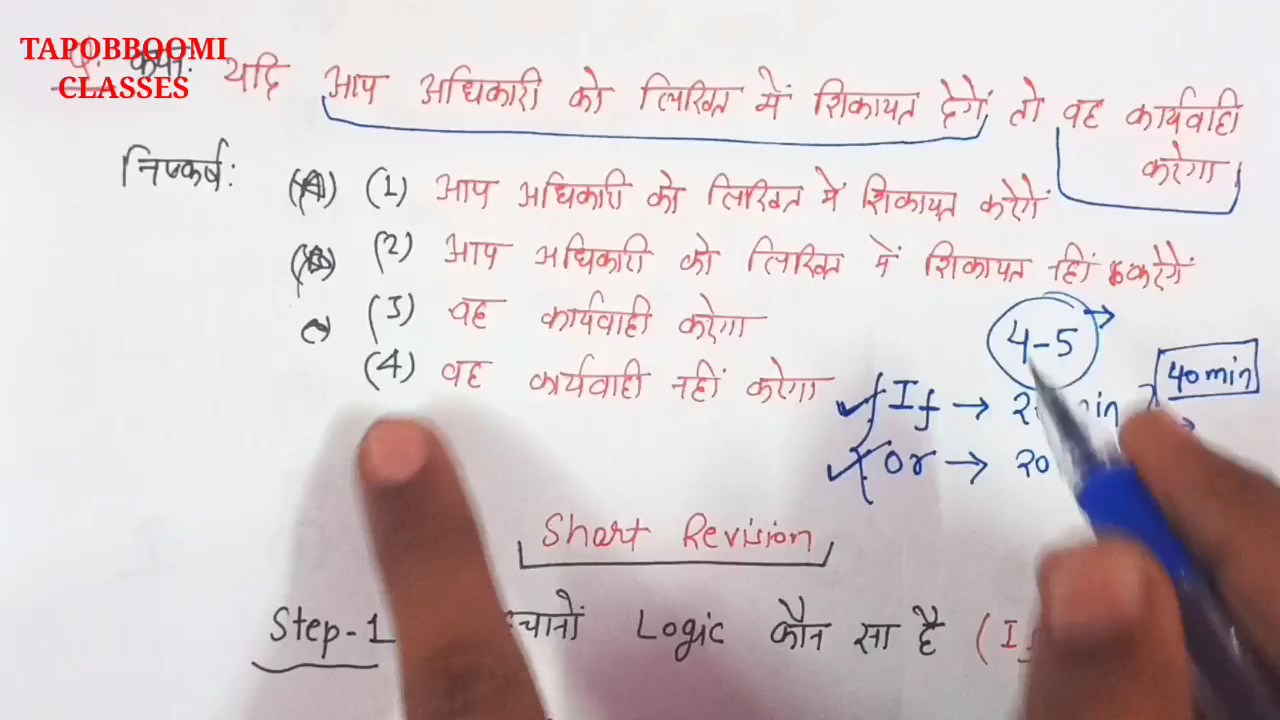 TAPOBBOOMI
CLASSES
Q. कथन: यदि आप अधिकारी को लिखित में शिकायत देगें तो वह कार्यवाही
करेगा
निष्कर्ष:
(A) (1) आप अधिकारी को लिखित में शिकायत करेगें
(B) (2) आप अधिकारी को लिखित में शिकायत नहीं करेगें
(3) वह कार्यवाही करेगा
(4) वह कार्यवाही नहीं करेगा
4-5
40 min
If →
Or → 20
Short Revision
Step-1 Logic कौन सा है